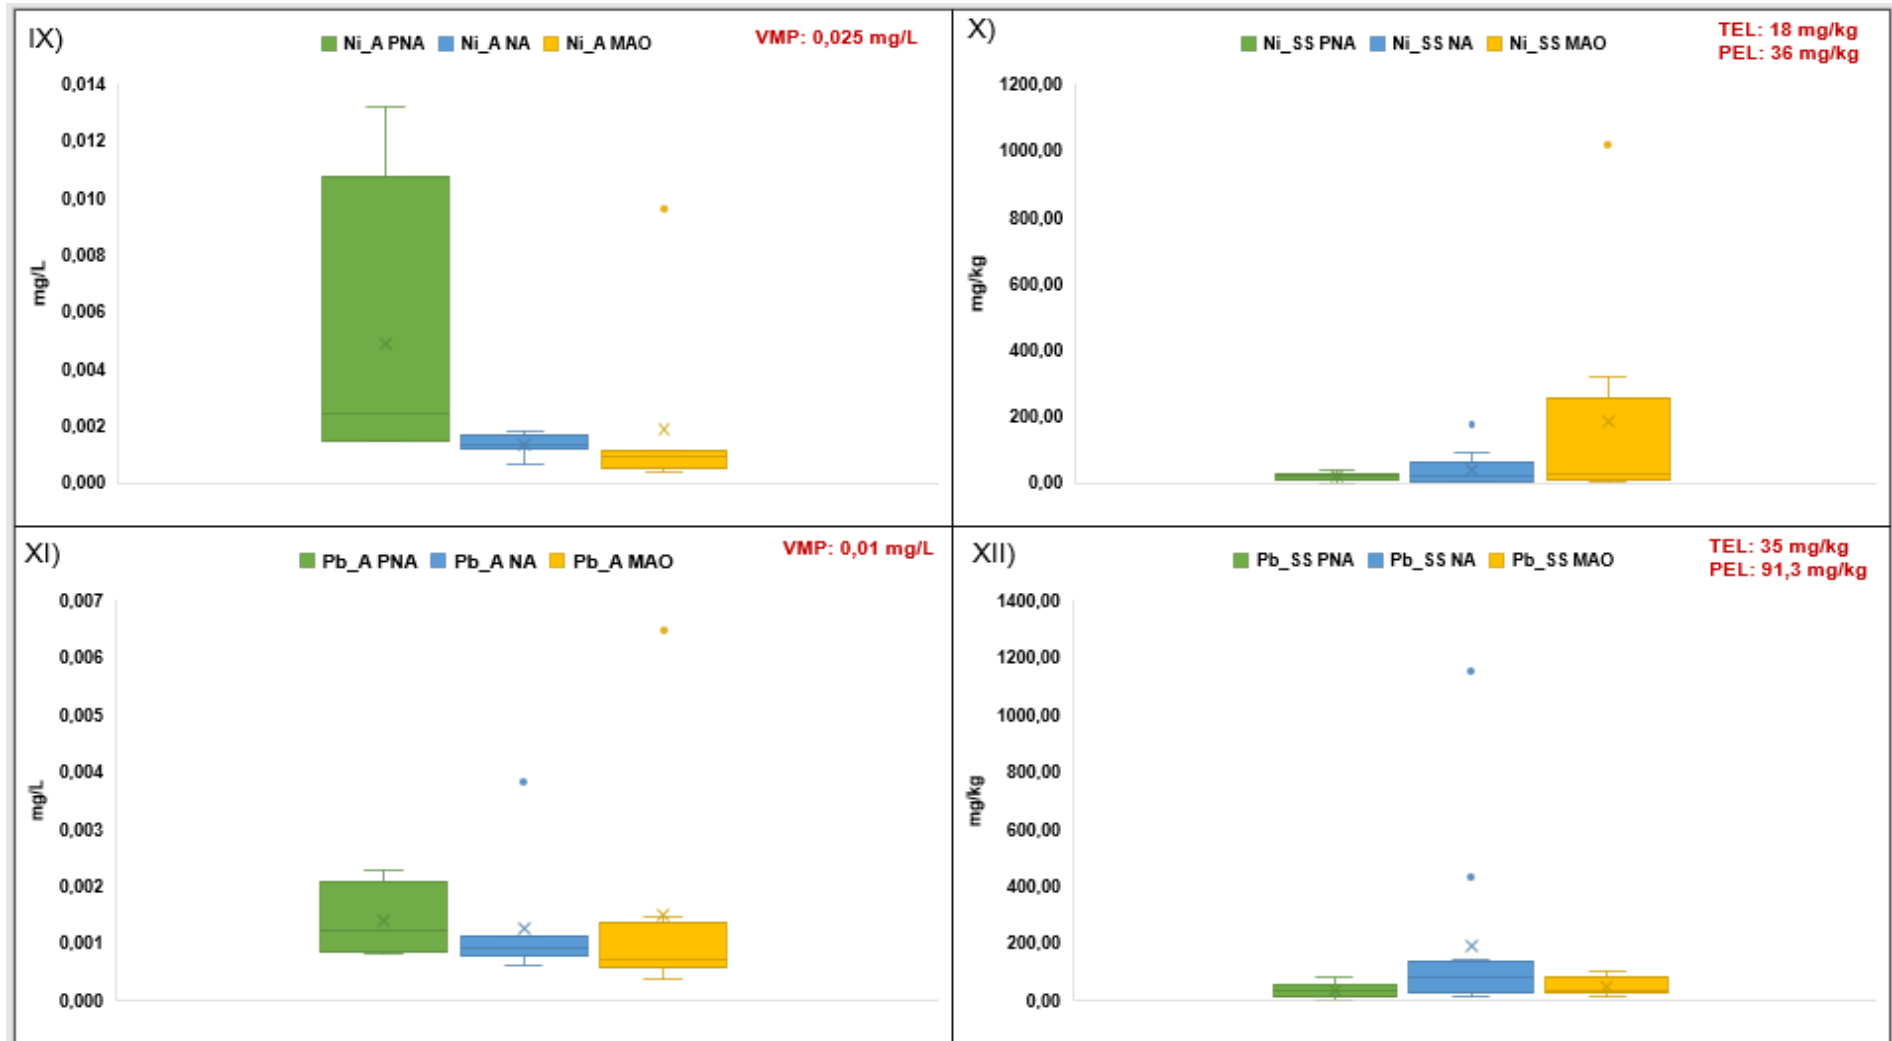 IX)
Ni_A PNA Ni_A NA Ni_A MAO
VMP: 0,025 mg/L
0,014
0,012
0,010
0,008
0,006
0,004
0,002
0,000
mg/L
X)
Ni_SS PNA Ni_SS NA Ni_SS MAO
TEL: 18 mg/kg
PEL: 36 mg/kg
1200,00
1000,00
800,00
600,00
400,00
200,00
0,00
mg/kg
XI)
Pb_A PNA Pb_A NA Pb_A MAO
VMP: 0,01 mg/L
0,007
0,006
0,005
0,004
0,003
0,002
0,001
0,000
mg/L
XII)
Pb_SS PNA Pb_SS NA Pb_SS MAO
TEL: 35 mg/kg
PEL: 91,3 mg/kg
1400,00
1200,00
1000,00
800,00
600,00
400,00
200,00
0,00
mg/kg